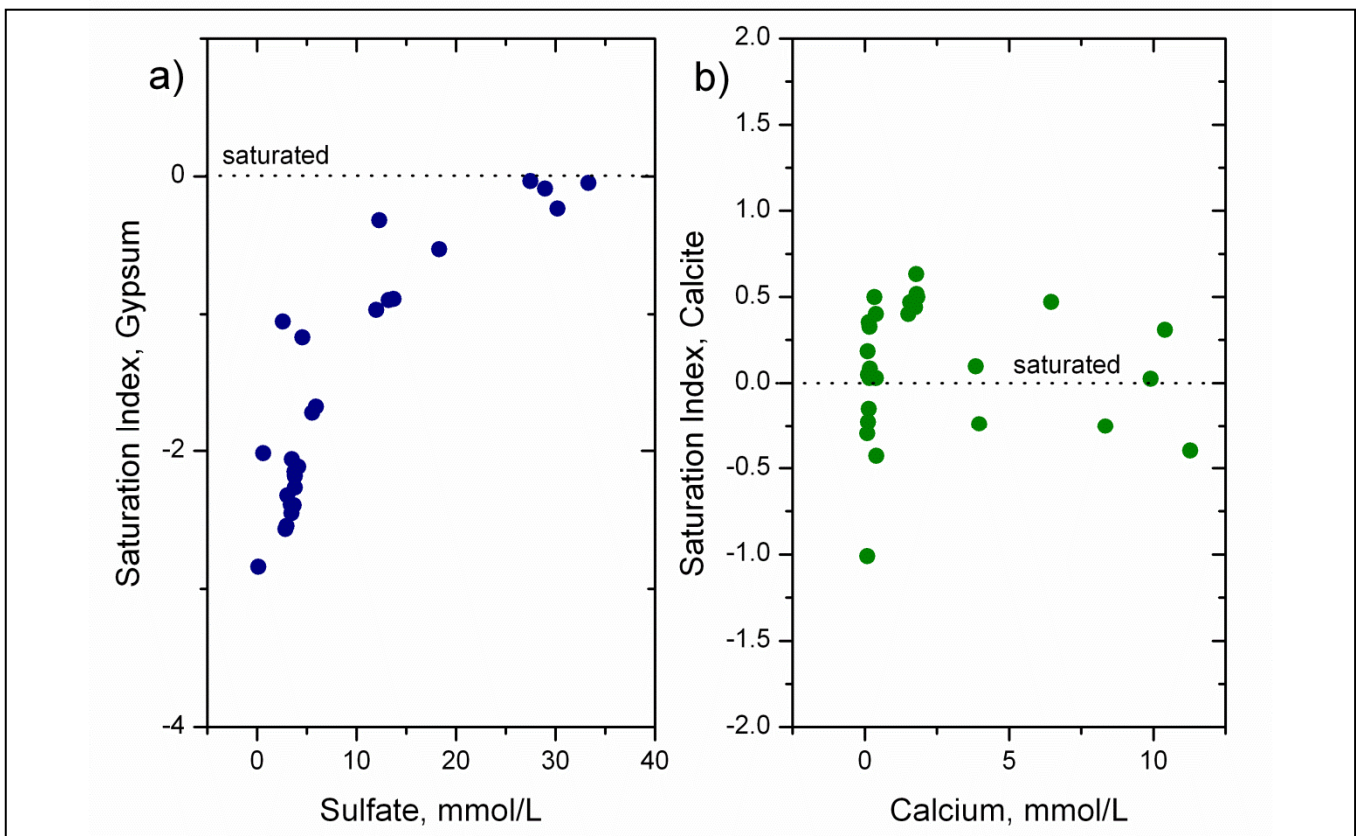 a)
saturated
0
-2
-4
Saturation Index, Gypsum
0
10
20
30
40
Sulfate, mmol/L
b)
2.0
1.5
1.0
0.5
0.0
-0.5
-1.0
-1.5
-2.0
saturated
Saturation Index, Calcite
0
5
10
Calcium, mmol/L